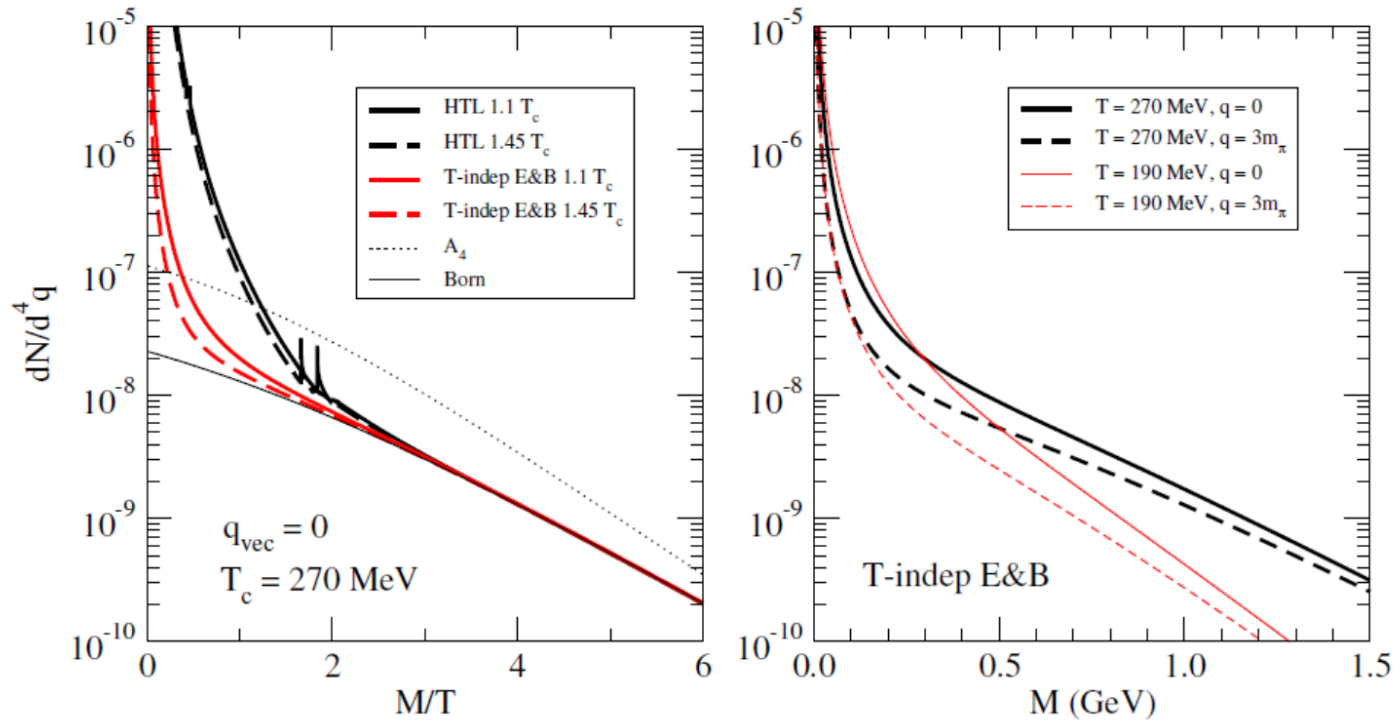 dN/d⁴q
10⁻⁵
10⁻⁶
10⁻⁷
10⁻⁸
10⁻⁹
10⁻¹⁰
HTL 1.1 T_c
HTL 1.45 T_c
T-indep E&B 1.1 T_c
T-indep E&B 1.45 T_c
A₄
Born
q_vec = 0
T_c = 270 MeV
0 2 4 6
M/T
10⁻⁵
10⁻⁶
10⁻⁷
10⁻⁸
10⁻⁹
10⁻¹⁰
T = 270 MeV, q = 0
T = 270 MeV, q = 3m_π
T = 190 MeV, q = 0
T = 190 MeV, q = 3m_π
T-indep E&B
0.0 0.5 1.0 1.5
M (GeV)